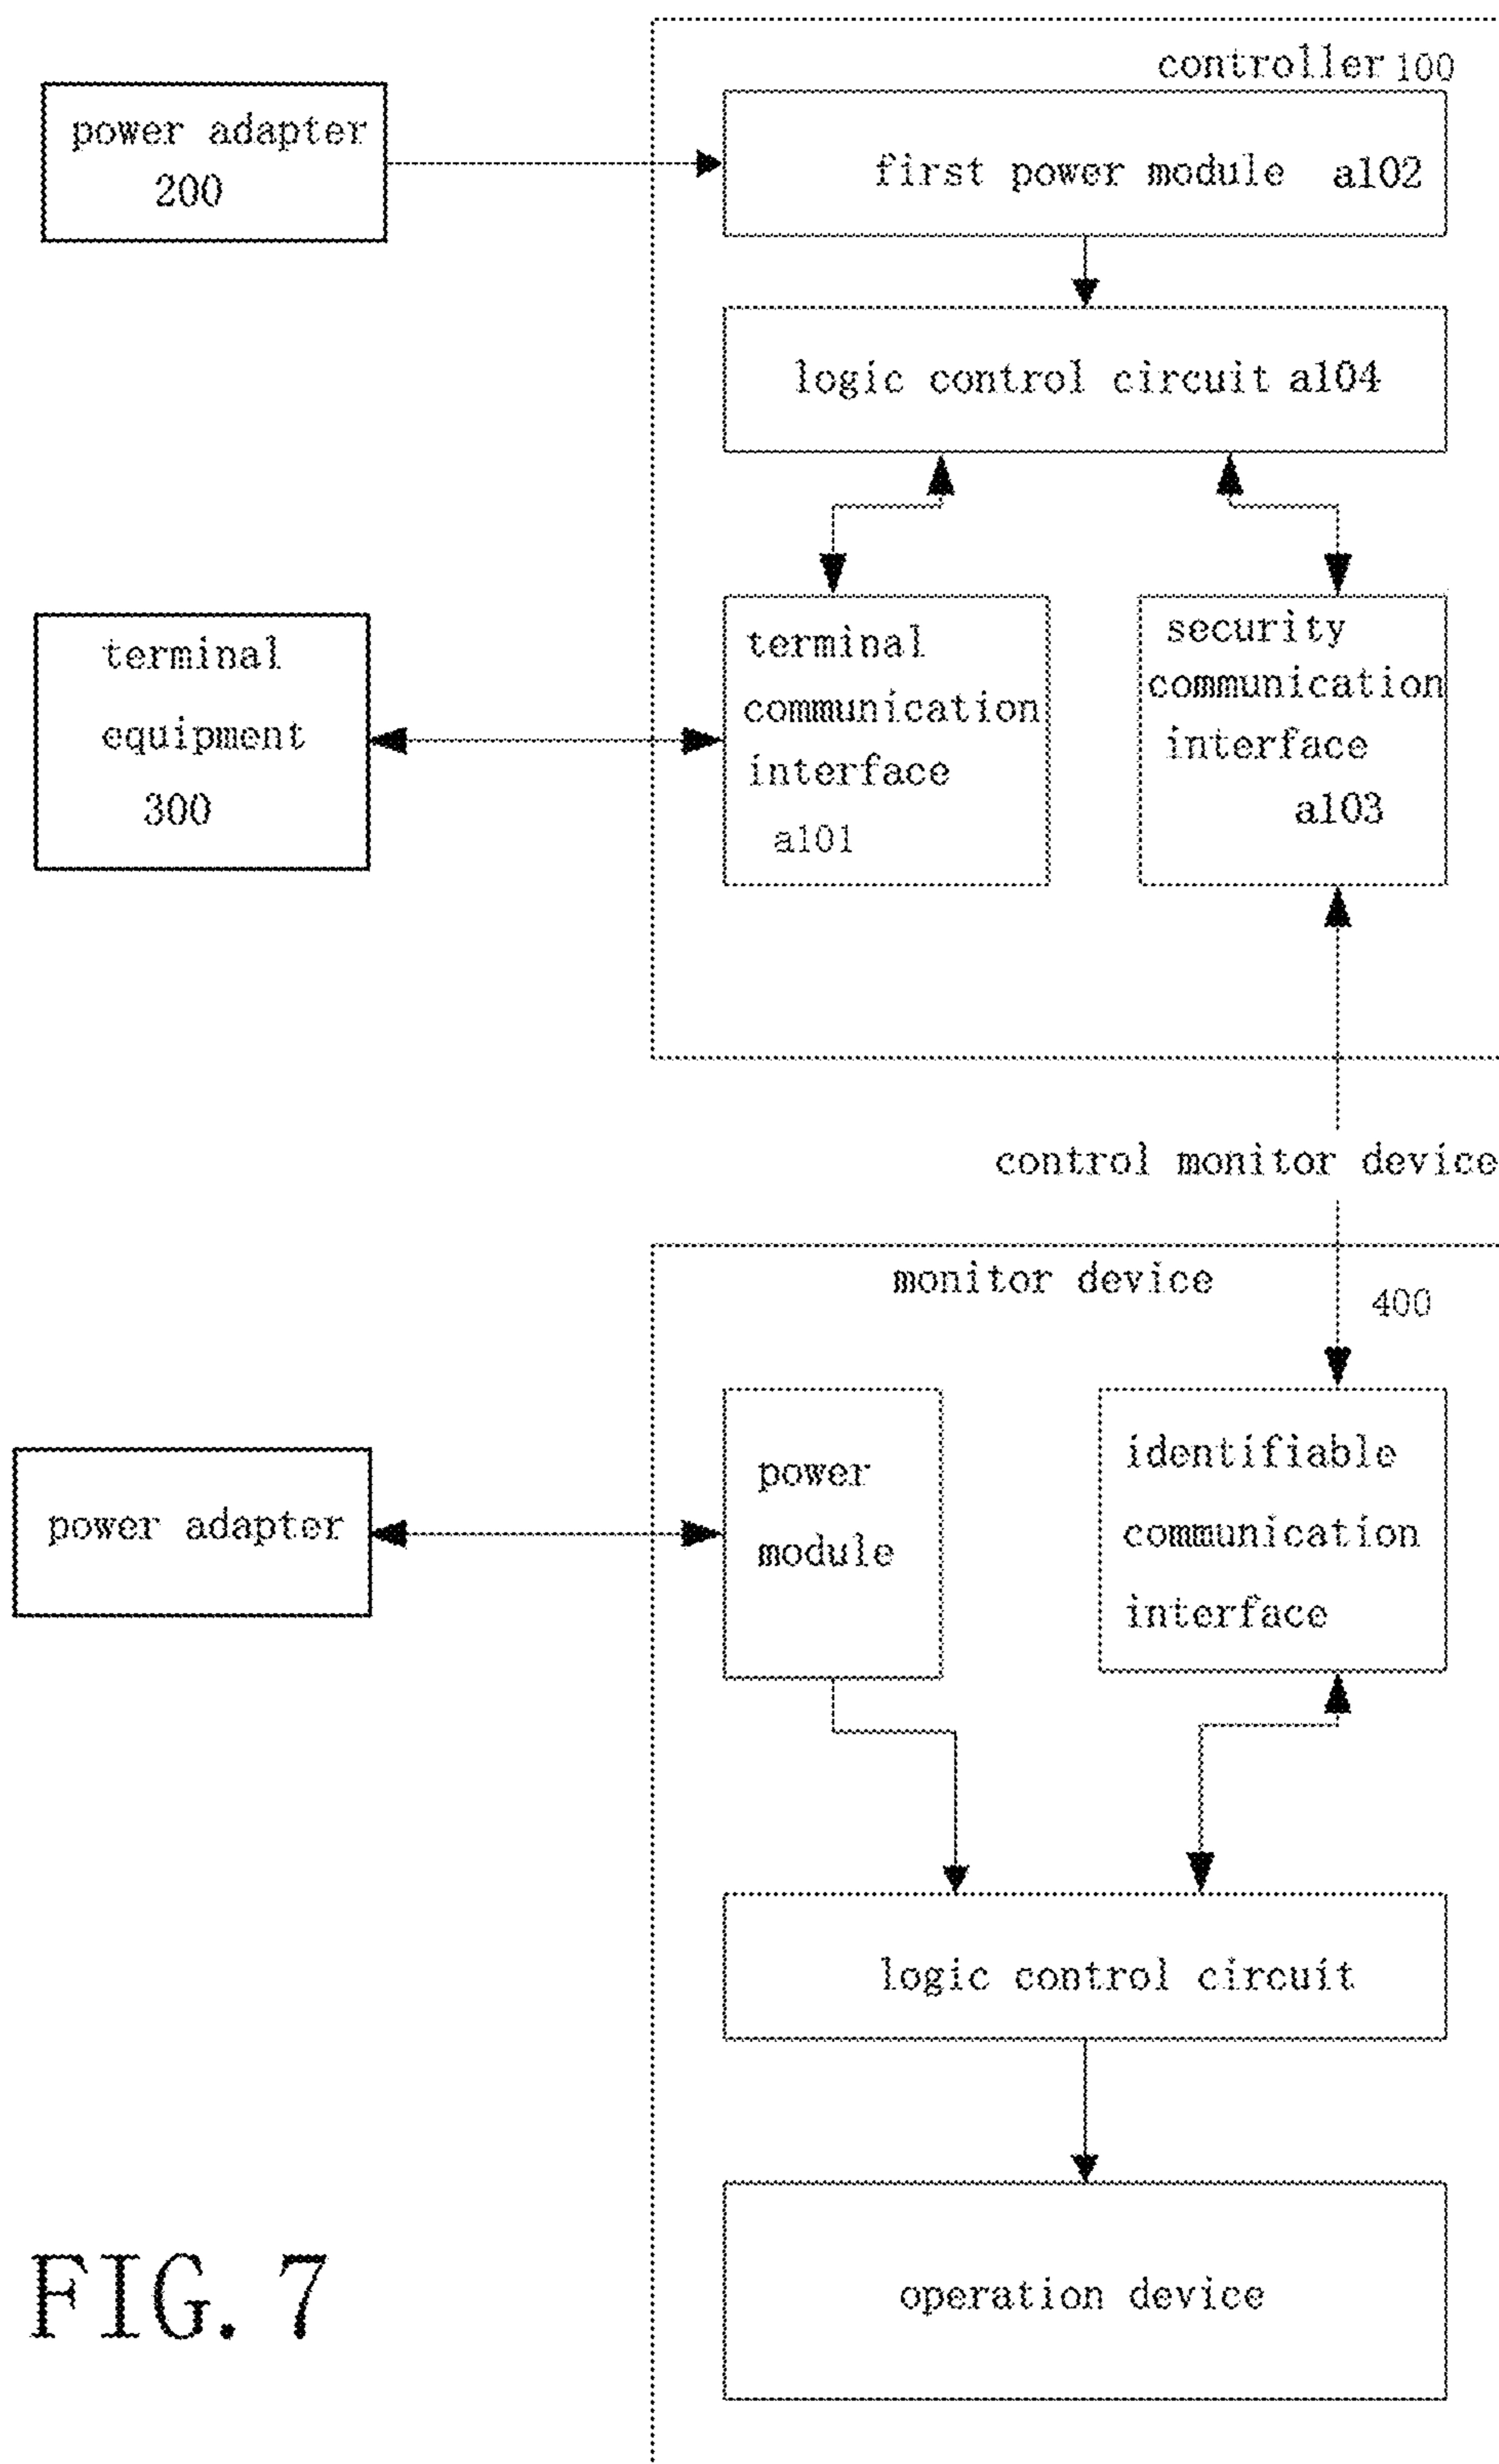 controller 100
power adapter
200
first power module a102
logic control circuit a104
terminal
equipment
300
terminal
communication
interface
a101
security
communication
interface
a103
control monitor device
monitor device
400
power adapter
power
module
identifiable
communication
interface
logic control circuit
operation device
FIG. 7